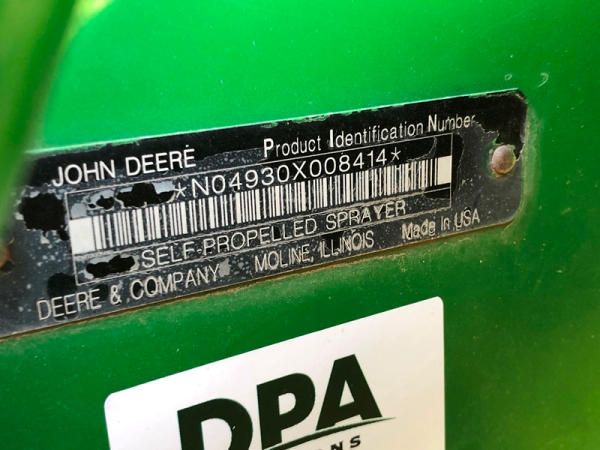 JOHN DEERE
Product Identification Number
*N04930X008414*
SELF-PROPELLED SPRAYER
DEERE & COMPANY MOLINE, ILLINOIS Made in USA
DPA